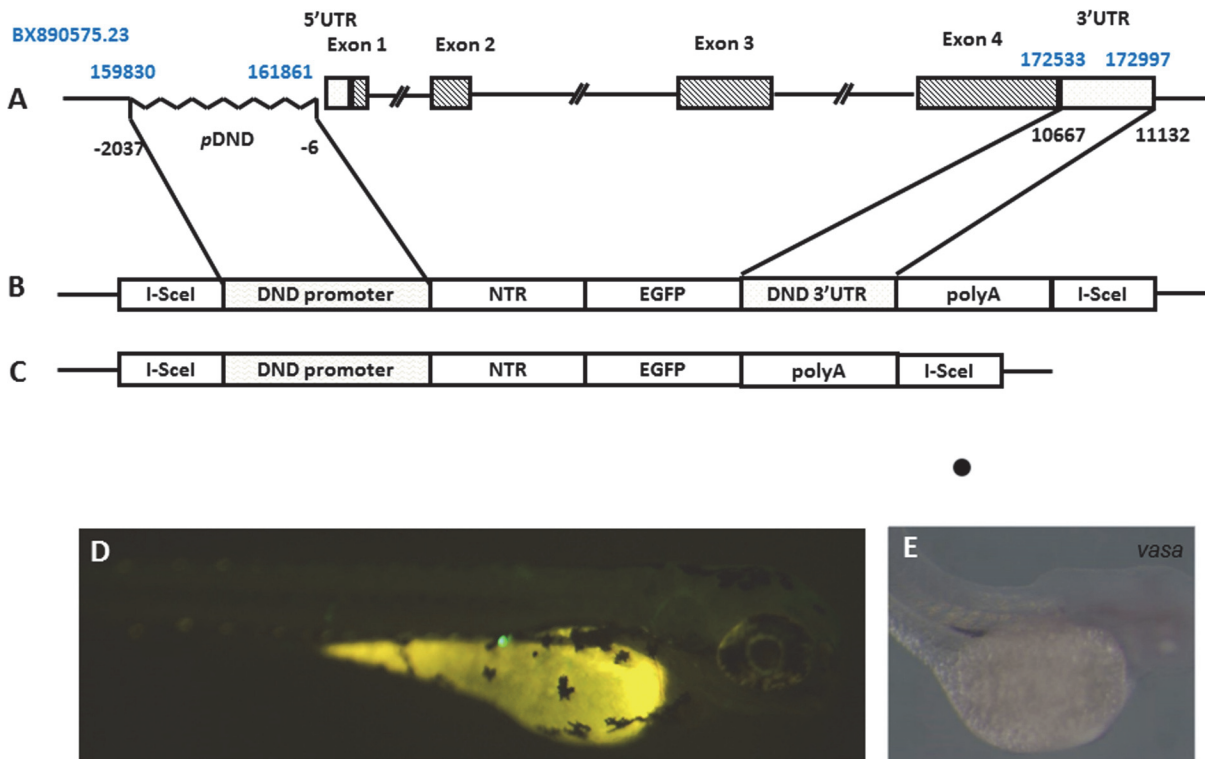 5'UTR
3'UTR
BX890575.23
Exon 1
Exon 2
Exon 3
Exon 4
159830
161861
172533
172997
A
-2037
pDND
-6
10667
11132
B
I-SceI
DND promoter
NTR
EGFP
DND 3'UTR
polyA
I-SceI
C
I-SceI
DND promoter
NTR
EGFP
polyA
I-SceI
D
E
vasa